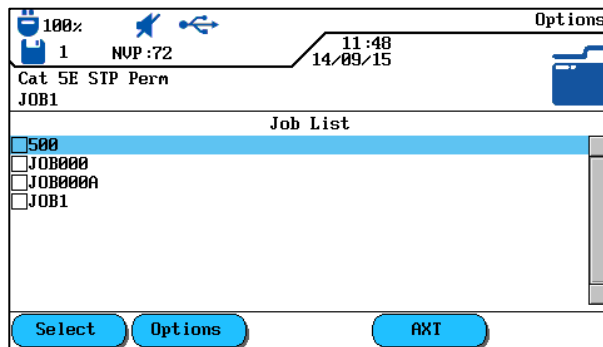 100% Options
1 NVP:72 11:48
14/09/15
Cat 5E STP Perm
JOB1
Job List
500
JOB000
JOB000A
JOB1
Select Options AXT